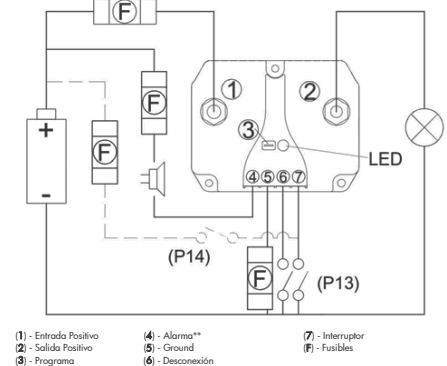 F
1
2
F
3
+
F
LED
-
4 5 6 7
(P14)
F
(P13)
(1) - Entrada Positivo
(2) - Salida Positivo
(3) - Programa
(4) - Alarma**
(5) - Ground
(6) - Desconexión
(7) - Interruptor
(F) - Fusibles